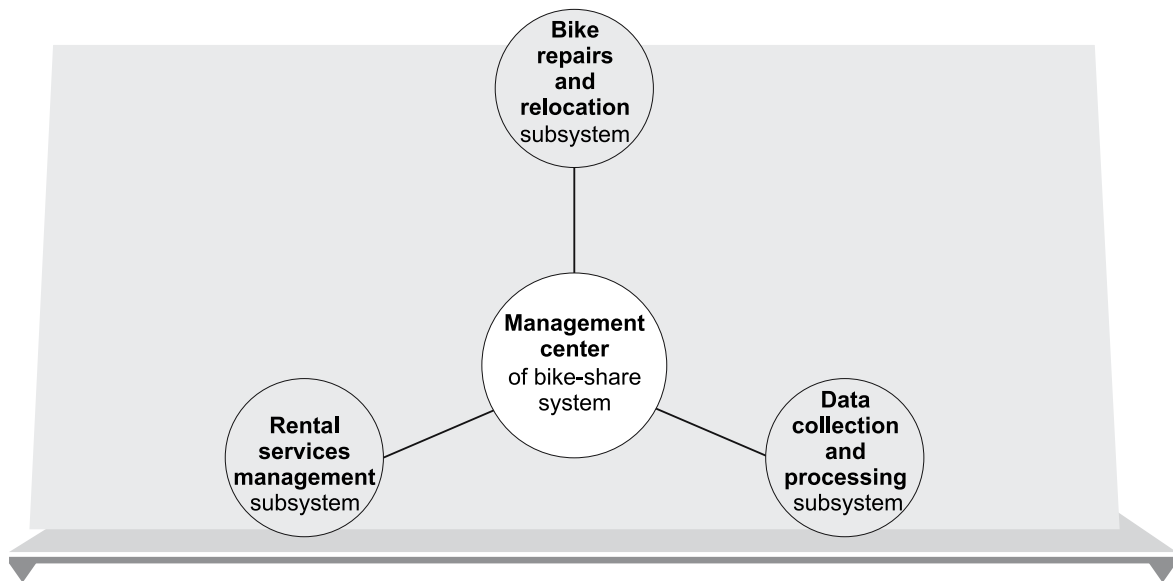 Bike
repairs
and
relocation
subsystem
Management
center
of bike-share
system
Rental
services
management
subsystem
Data
collection
and
processing
subsystem